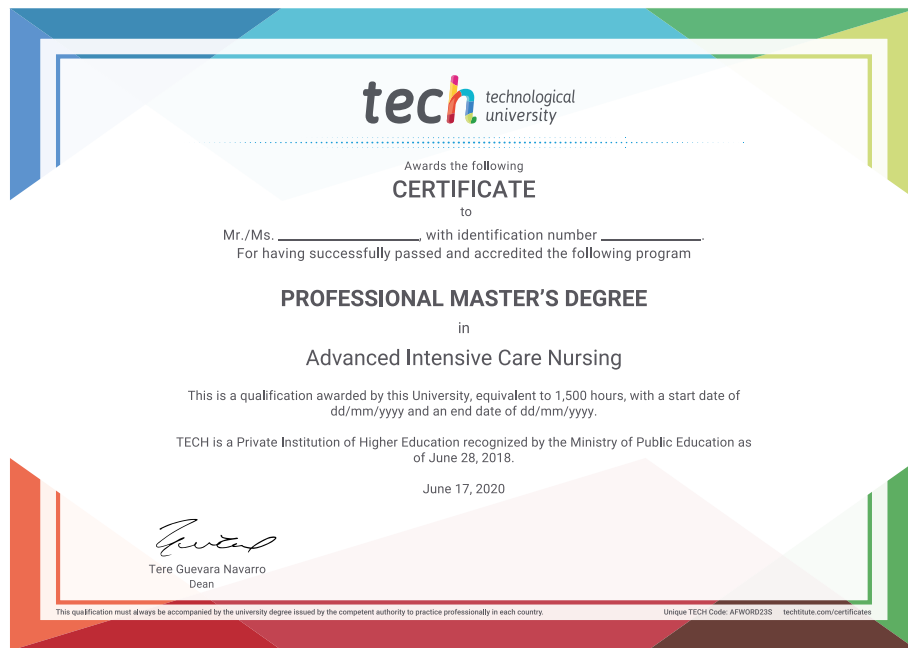 tech technological
university
Awards the following
CERTIFICATE
to
Mr./Ms. ____________________, with identification number ______________.
For having successfully passed and accredited the following program
PROFESSIONAL MASTER'S DEGREE
in
Advanced Intensive Care Nursing
This is a qualification awarded by this University, equivalent to 1,500 hours, with a start date of
dd/mm/yyyy and an end date of dd/mm/yyyy.
TECH is a Private Institution of Higher Education recognized by the Ministry of Public Education as
of June 28, 2018.
June 17, 2020
Tere Guevara Navarro
Dean
This qualification must always be accompanied by the university degree issued by the competent authority to practice professionally in each country. Unique TECH Code: AFWORD23S techtitute.com/certificates